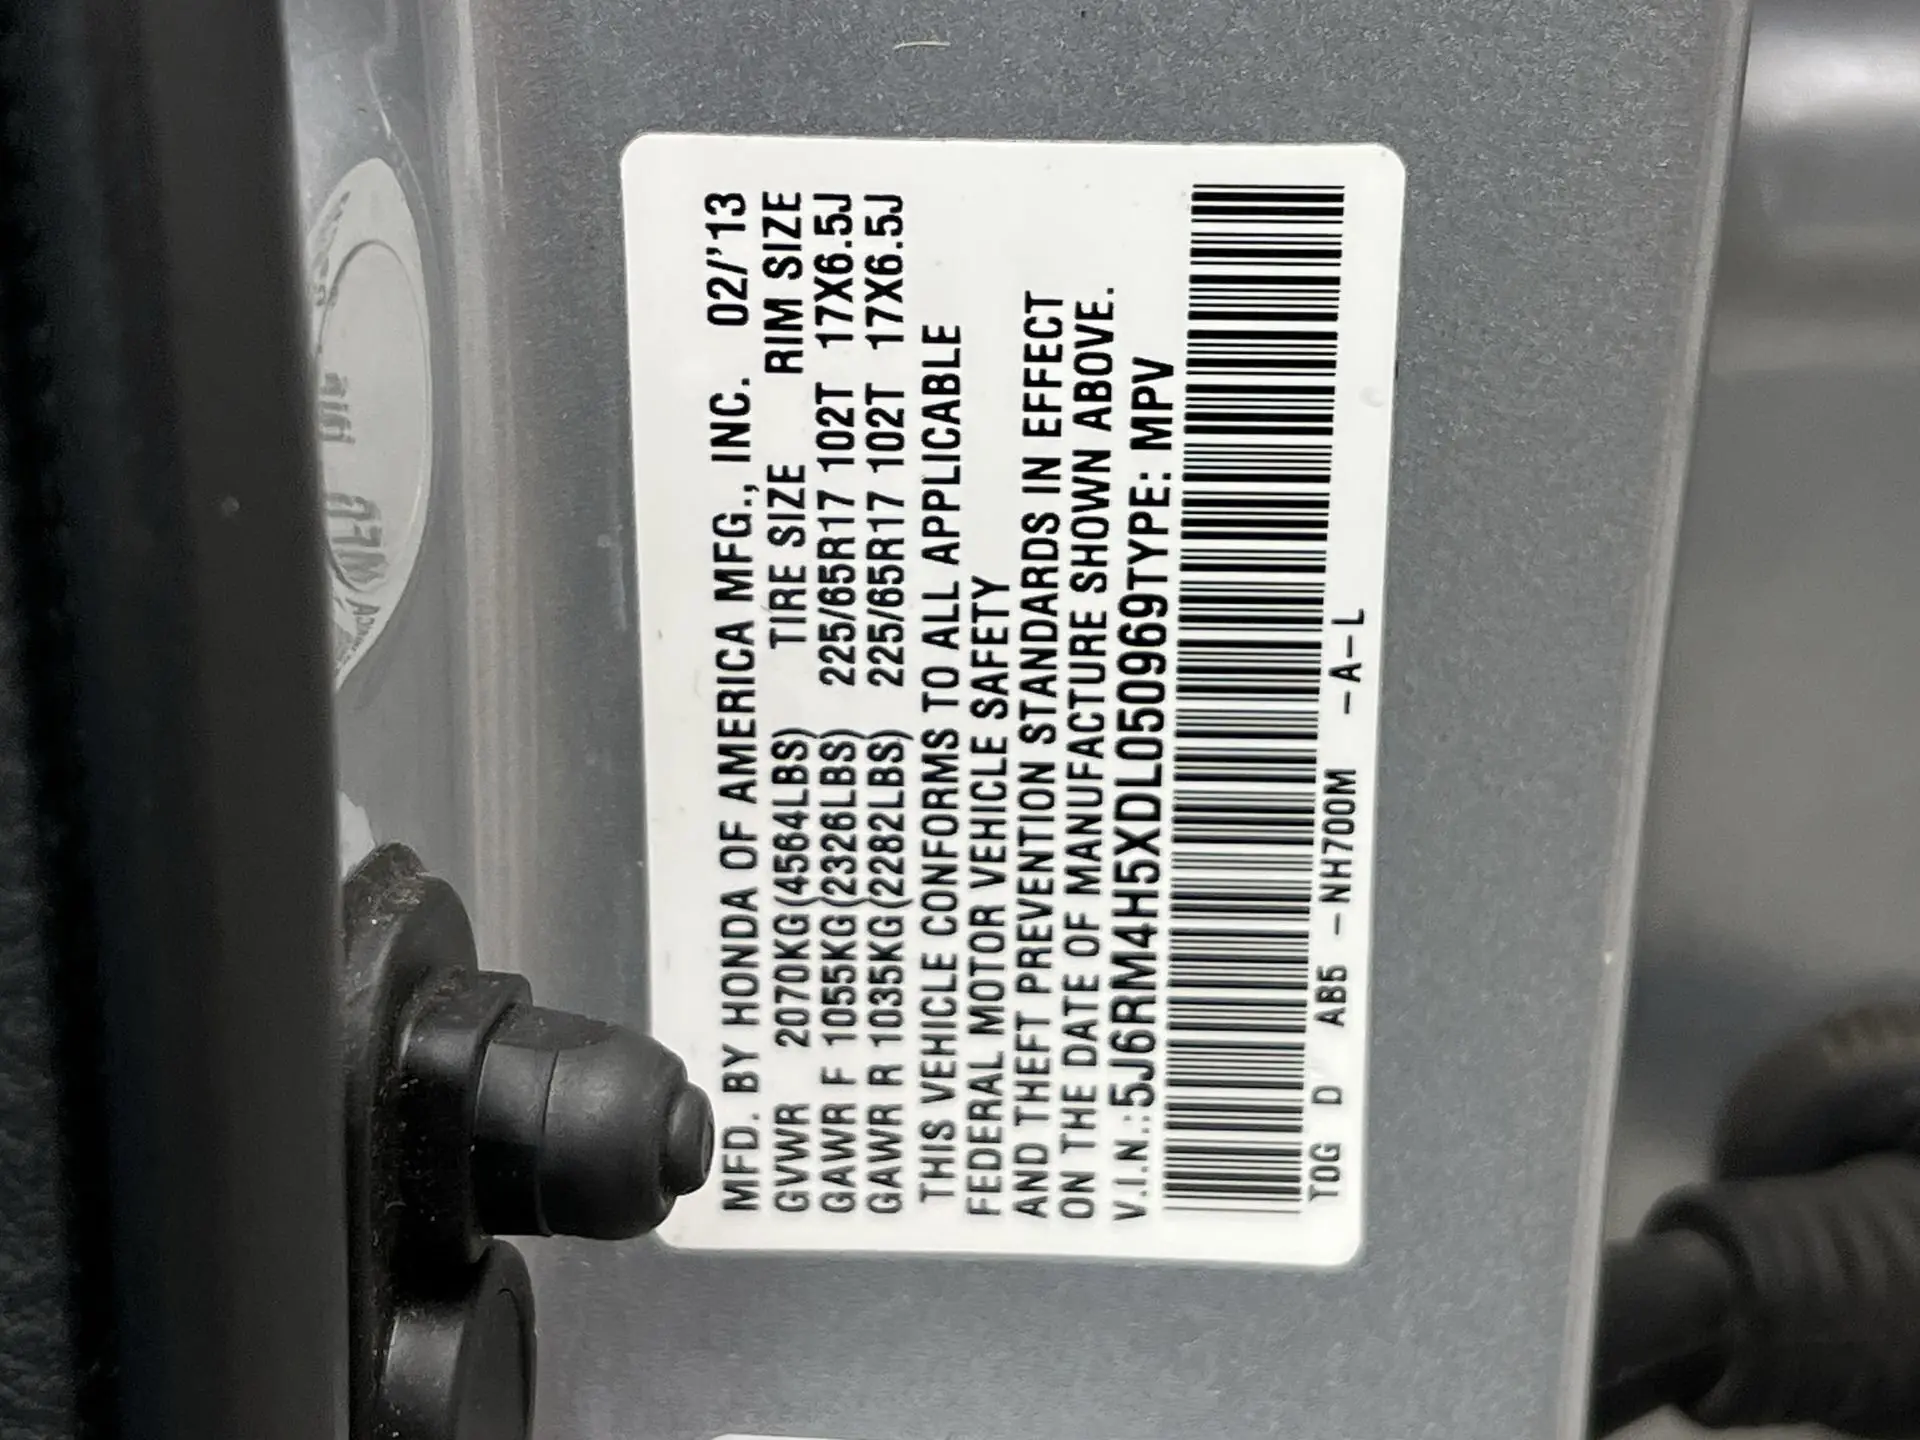 MFD. BY HONDA OF AMERICA MFG., INC. 02/'13
GVWR 2070KG(4564LBS) TIRE SIZE RIM SIZE
GAWR F 1055KG(2326LBS) 225/65R17 102T 17X6.5J
GAWR R 1035KG(2282LBS) 225/65R17 102T 17X6.5J
THIS VEHICLE CONFORMS TO ALL APPLICABLE
FEDERAL MOTOR VEHICLE SAFETY
AND THEFT PREVENTION STANDARDS IN EFFECT
ON THE DATE OF MANUFACTURE SHOWN ABOVE.
V.I.N.:5J6RM4H5XDL050969TYPE: MPV
T0G D AB5 -NH700M -A-L